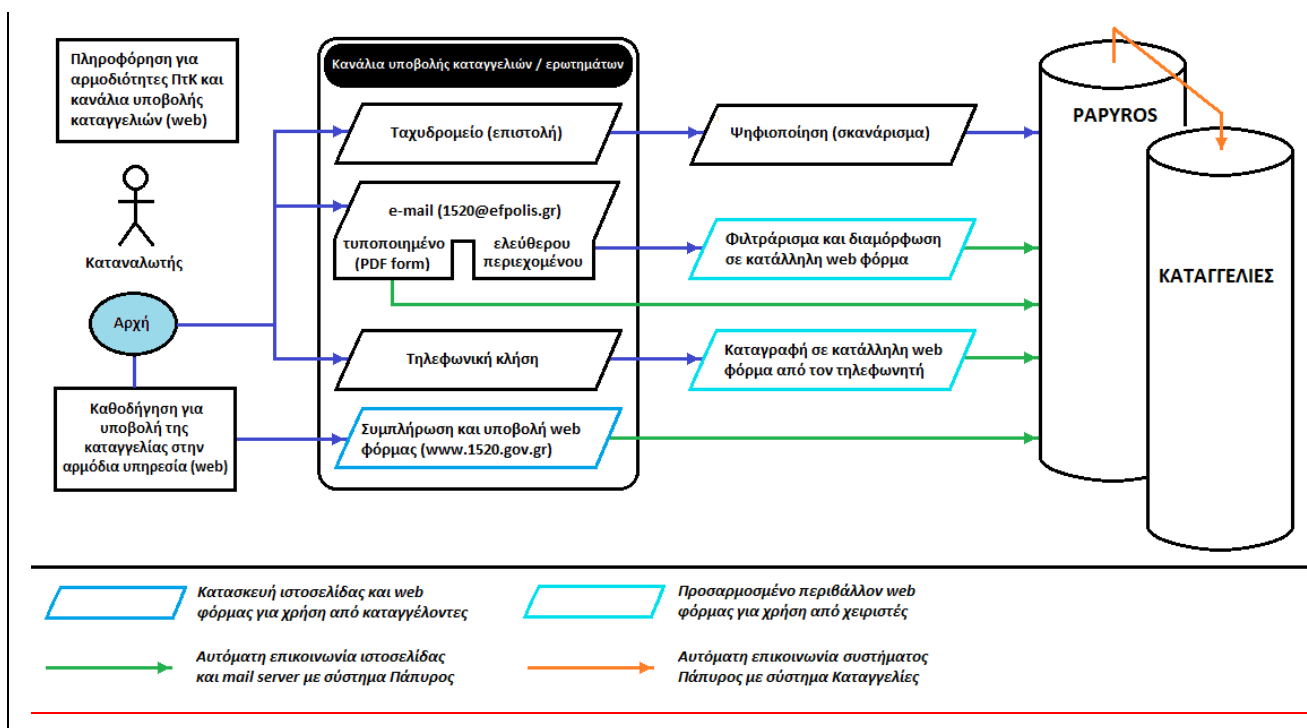 Πληροφόρηση για
αρμοδιότητες ΠτΚ και
κανάλια υποβολής
καταγγελιών (web)
Καταναλωτής
Αρχή
Καθοδήγηση για
υποβολή της
καταγγελίας στην
αρμόδια υπηρεσία (web)
Κανάλια υποβολής καταγγελιών / ερωτημάτων
Ταχυδρομείο (επιστολή)
Ψηφιοποίηση (σκανάρισμα)
e-mail (1520@efpolis.gr)
τυποποιημένο
(PDF form)
ελεύθερου
περιεχομένου
Φιλτράρισμα και διαμόρφωση
σε κατάλληλη web φόρμα
Τηλεφωνική κλήση
Καταγραφή σε κατάλληλη web
φόρμα από τον τηλεφωνητή
Συμπλήρωση και υποβολή web
φόρμας (www.1520.gov.gr)
PAPYROS
ΚΑΤΑΓΓΕΛΙΕΣ
Κατασκευή ιστοσελίδας και web
φόρμας για χρήση από καταγγέλοντες
Προσαρμοσμένο περιβάλλον web
φόρμας για χρήση από χειριστές
Αυτόματη επικοινωνία ιστοσελίδας
και mail server με σύστημα Πάπυρος
Αυτόματη επικοινωνία συστήματος
Πάπυρος με σύστημα Καταγγελίες